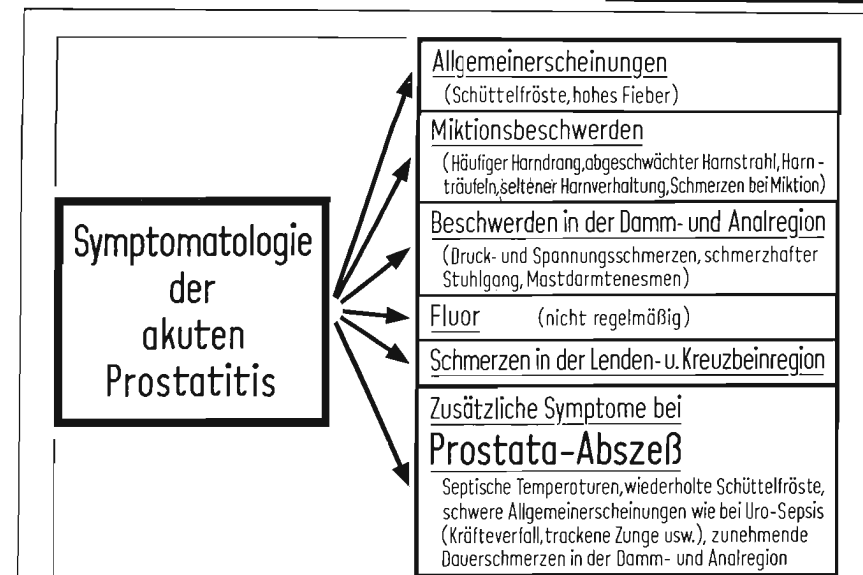 Symptomatologie
der
akuten
Prostatitis
Allgemeinerscheinungen
(Schüttelfröste, hohes Fieber)
Miktionsbeschwerden
(Häufiger Harndrang, abgeschwächter Harnstrahl, Harn-
träufeln, seltener Harnverhaltung, Schmerzen bei Miktion)
Beschwerden in der Damm- und Analregion
(Druck- und Spannungsschmerzen, schmerzhafter
Stuhlgang, Mastdarmtenesmen)
Fluor (nicht regelmäßig)
Schmerzen in der Lenden- u. Kreuzbeinregion
Zusätzliche Symptome bei
Prostata-Abszeß
Septische Temperaturen, wiederholte Schüttelfröste,
schwere Allgemeinerscheinungen wie bei Uro-Sepsis
(Kräfteverfall, trockene Zunge usw.), zunehmende
Dauerschmerzen in der Damm- und Analregion